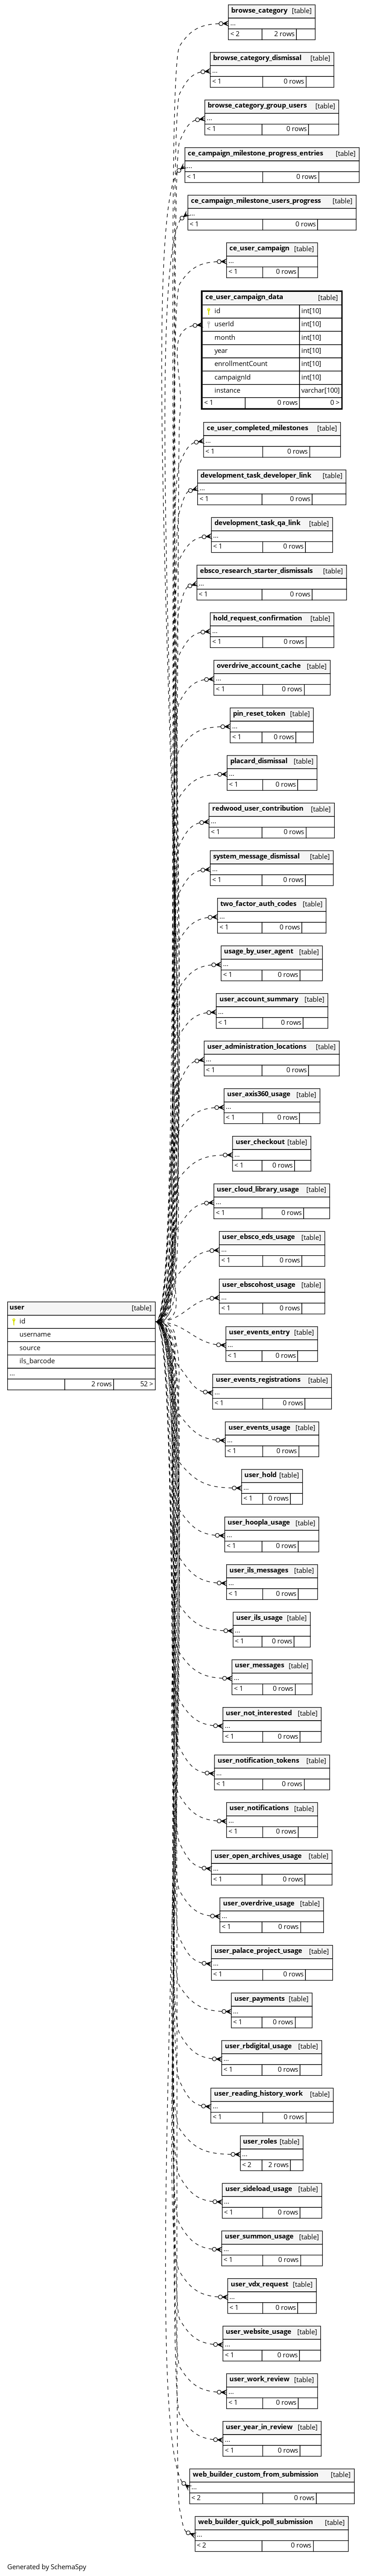 browse_category [table]
...
< 2 2 rows
browse_category_dismissal [table]
...
< 1 0 rows
browse_category_group_users [table]
...
< 1 0 rows
ce_campaign_milestone_progress_entries [table]
...
< 1 0 rows
ce_campaign_milestone_users_progress [table]
...
< 1 0 rows
ce_user_campaign [table]
...
< 1 0 rows
ce_user_campaign_data [table]
id int[10]
userId int[10]
month int[10]
year int[10]
enrollmentCount int[10]
campaignId int[10]
instance varchar[100]
< 1 0 rows 0 >
ce_user_completed_milestones [table]
...
< 1 0 rows
development_task_developer_link [table]
...
< 1 0 rows
development_task_qa_link [table]
...
< 1 0 rows
ebsco_research_starter_dismissals [table]
...
< 1 0 rows
hold_request_confirmation [table]
...
< 1 0 rows
overdrive_account_cache [table]
...
< 1 0 rows
pin_reset_token [table]
...
< 1 0 rows
placard_dismissal [table]
...
< 1 0 rows
redwood_user_contribution [table]
...
< 1 0 rows
system_message_dismissal [table]
...
< 1 0 rows
two_factor_auth_codes [table]
...
< 1 0 rows
usage_by_user_agent [table]
...
< 1 0 rows
user_account_summary [table]
...
< 1 0 rows
user_administration_locations [table]
...
< 1 0 rows
user_axis360_usage [table]
...
< 1 0 rows
user_checkout [table]
...
< 1 0 rows
user_cloud_library_usage [table]
...
< 1 0 rows
user_ebsco_eds_usage [table]
...
< 1 0 rows
user_ebscohost_usage [table]
...
< 1 0 rows
user [table]
id
username
source
ils_barcode
...
2 rows 52 >
user_events_entry [table]
...
< 1 0 rows
user_events_registrations [table]
...
< 1 0 rows
user_events_usage [table]
...
< 1 0 rows
user_hold [table]
...
< 1 0 rows
user_hoopla_usage [table]
...
< 1 0 rows
user_ils_messages [table]
...
< 1 0 rows
user_ils_usage [table]
...
< 1 0 rows
user_messages [table]
...
< 1 0 rows
user_not_interested [table]
...
< 1 0 rows
user_notification_tokens [table]
...
< 1 0 rows
user_notifications [table]
...
< 1 0 rows
user_open_archives_usage [table]
...
< 1 0 rows
user_overdrive_usage [table]
...
< 1 0 rows
user_palace_project_usage [table]
...
< 1 0 rows
user_payments [table]
...
< 1 0 rows
user_rbdigital_usage [table]
...
< 1 0 rows
user_reading_history_work [table]
...
< 1 0 rows
user_roles [table]
...
< 2 2 rows
user_sideload_usage [table]
...
< 1 0 rows
user_summon_usage [table]
...
< 1 0 rows
user_vdx_request [table]
...
< 1 0 rows
user_website_usage [table]
...
< 1 0 rows
user_work_review [table]
...
< 1 0 rows
user_year_in_review [table]
...
< 1 0 rows
web_builder_custom_from_submission [table]
...
< 2 0 rows
web_builder_quick_poll_submission [table]
...
< 2 0 rows
Generated by SchemaSpy